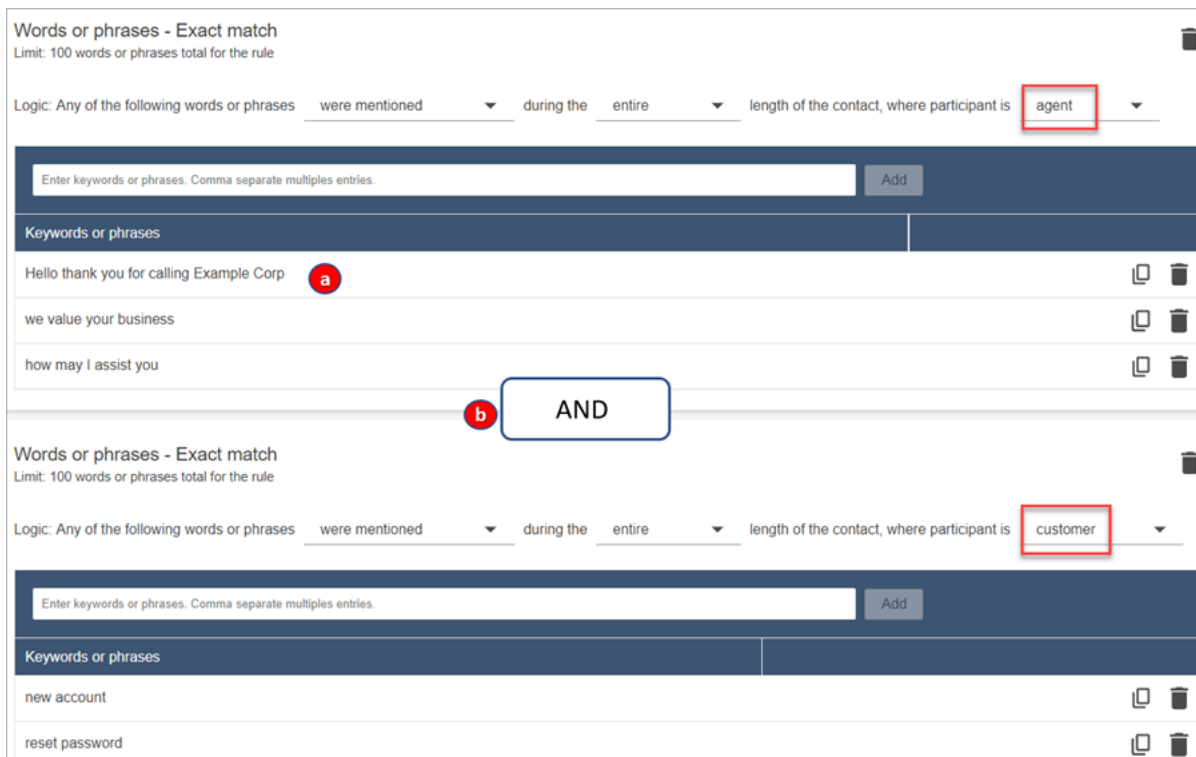 Words or phrases - Exact match
Limit: 100 words or phrases total for the rule
Logic: Any of the following words or phrases were mentioned during the entire length of the contact, where participant is agent
Enter keywords or phrases. Comma separate multiples entries. Add
Keywords or phrases
Hello thank you for calling Example Corp a
we value your business
how may I assist you
b AND
Words or phrases - Exact match
Limit: 100 words or phrases total for the rule
Logic: Any of the following words or phrases were mentioned during the entire length of the contact, where participant is customer
Enter keywords or phrases. Comma separate multiples entries. Add
Keywords or phrases
new account
reset password